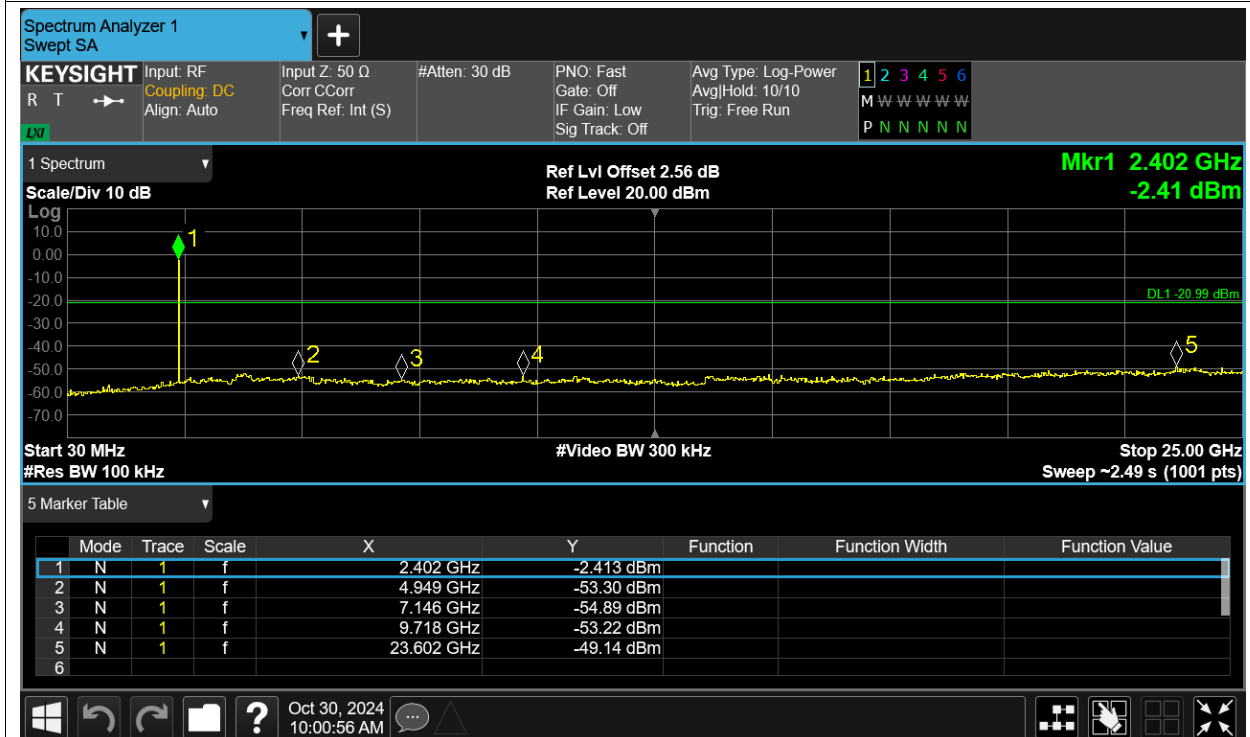 Spectrum Analyzer 1
Swept SA
+
KEYSIGHT Input: RF Input Z: 50 Ω #Atten: 30 dB PNO: Fast Avg Type: Log-Power 1 2 3 4 5 6
R T Coupling: DC Corr CCorr Gate: Off Avg|Hold: 10/10 M W W W W W W
Align: Auto Freq Ref: Int (S) IF Gain: Low Trig: Free Run
LXI Sig Track: Off P N N N N N N
1 Spectrum Ref Lvl Offset 2.56 dB Mkr1 2.402 GHz
Scale/Div 10 dB Ref Level 20.00 dBm -2.41 dBm
Log
10.0
1
0.00
-10.0
-20.0 DL1 -20.99 dBm
-30.0
-40.0
2 3 4 5
-50.0
-60.0
-70.0
Start 30 MHz #Video BW 300 kHz Stop 25.00 GHz
#Res BW 100 kHz Sweep ~2.49 s (1001 pts)
5 Marker Table
Mode Trace Scale X Y Function Function Width Function Value
1 N 1 f 2.402 GHz -2.413 dBm
2 N 1 f 4.949 GHz -53.30 dBm
3 N 1 f 7.146 GHz -54.89 dBm
4 N 1 f 9.718 GHz -53.22 dBm
5 N 1 f 23.602 GHz -49.14 dBm
6
? Oct 30, 2024
10:00:56 AM